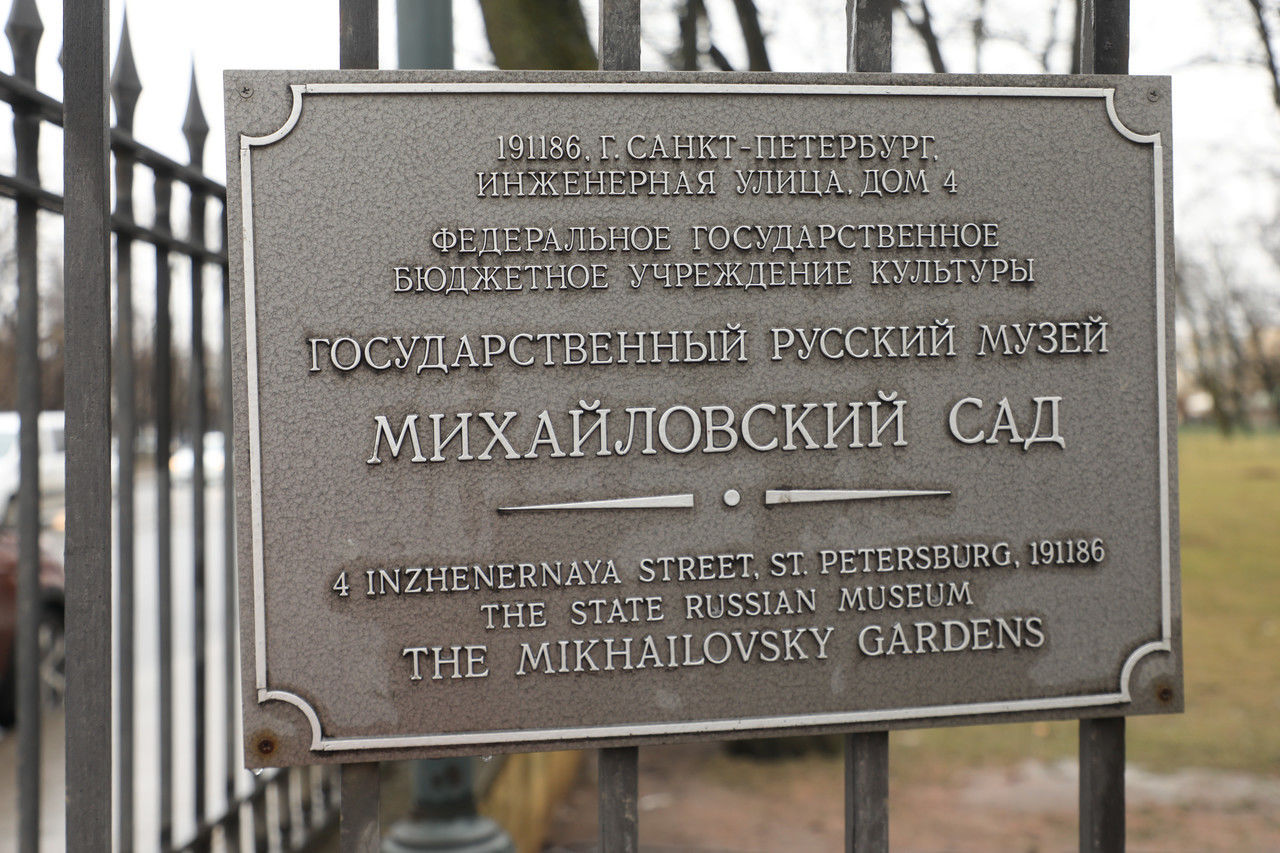 191186, Г. САНКТ-ПЕТЕРБУРГ,
ИНЖЕНЕРНАЯ УЛИЦА, ДОМ 4
ФЕДЕРАЛЬНОЕ ГОСУДАРСТВЕННОЕ
БЮДЖЕТНОЕ УЧРЕЖДЕНИЕ КУЛЬТУРЫ
ГОСУДАРСТВЕННЫЙ РУССКИЙ МУЗЕЙ
МИХАЙЛОВСКИЙ САД
4 INZHENERNAYA STREET, ST. PETERSBURG, 191186
THE STATE RUSSIAN MUSEUM
THE MIKHAILOVSKY GARDENS